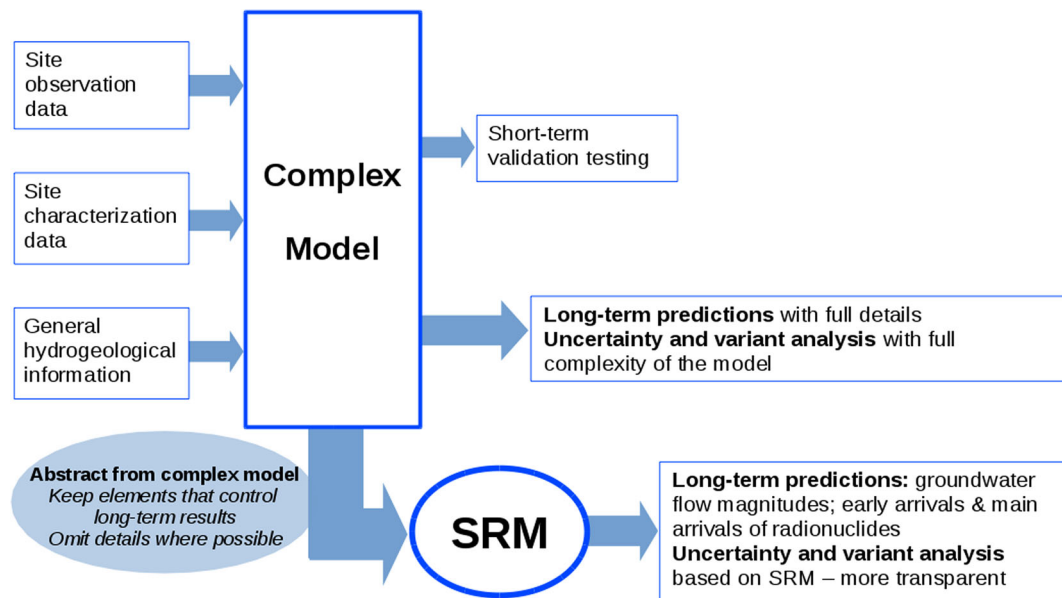 Site
observation
data
Site
characterization
data
General
hydrogeological
information
Complex
Model
Short-term
validation testing
Long-term predictions with full details
Uncertainty and variant analysis with full
complexity of the model
Abstract from complex model
Keep elements that control
long-term results
Omit details where possible
SRM
Long-term predictions: groundwater
flow magnitudes; early arrivals & main
arrivals of radionuclides
Uncertainty and variant analysis
based on SRM – more transparent